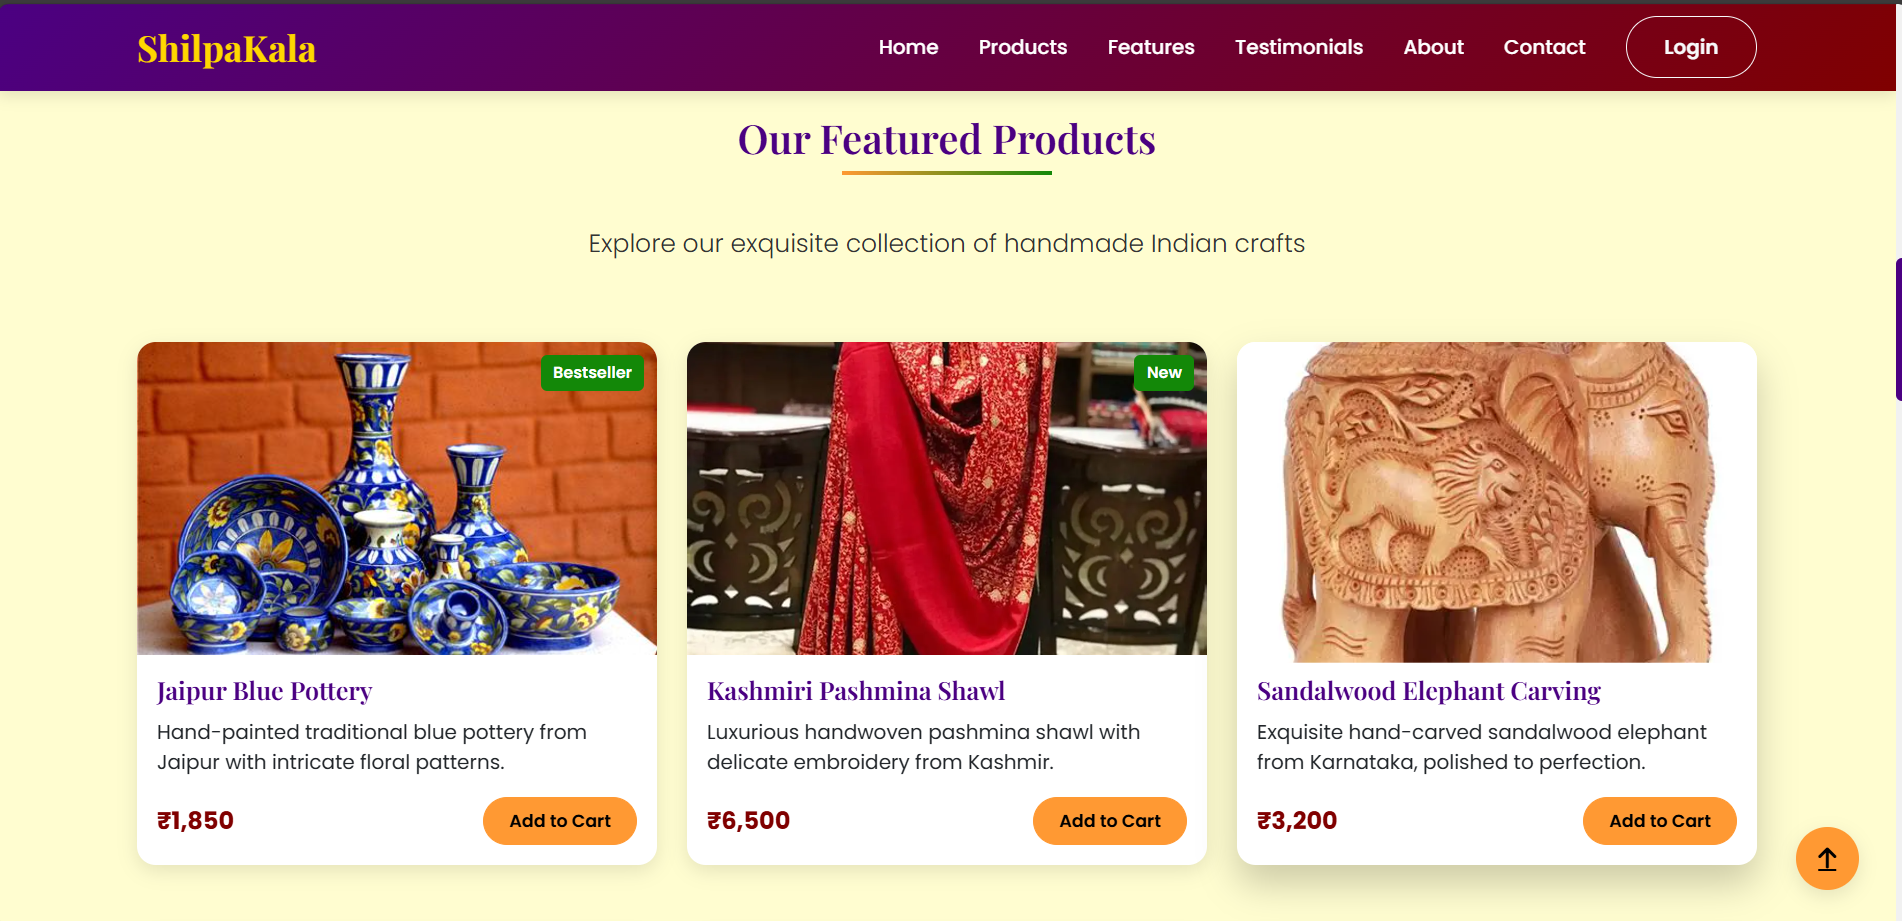 ShilpaKala
Home Products Features Testimonials About Contact Login
Our Featured Products
Explore our exquisite collection of handmade Indian crafts
Bestseller
Jaipur Blue Pottery
Hand-painted traditional blue pottery from
Jaipur with intricate floral patterns.
₹1,850
Add to Cart
New
Kashmiri Pashmina Shawl
Luxurious handwoven pashmina shawl with
delicate embroidery from Kashmir.
₹6,500
Add to Cart
Sandalwood Elephant Carving
Exquisite hand-carved sandalwood elephant
from Karnataka, polished to perfection.
₹3,200
Add to Cart